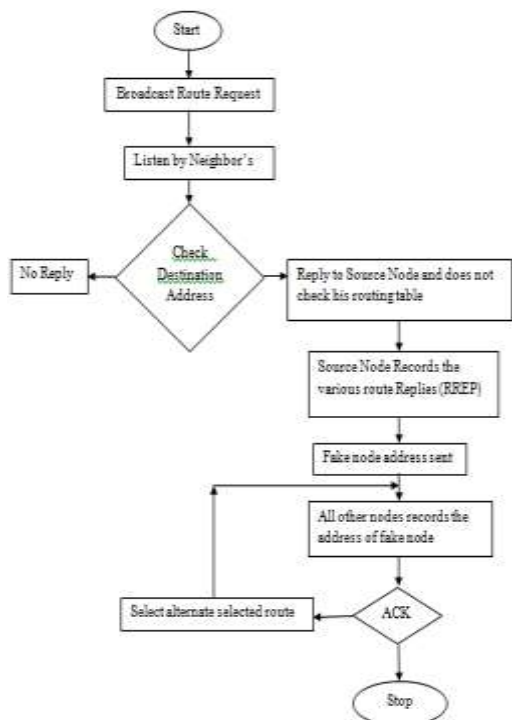 Start
Broadcast Route Request
Listen by Neighbor's
Check
Destination
Address
No Reply
Reply to Source Node and does not
check his routing table
Source Node Records the
various route Replies (RREP)
Fake node address sent
All other nodes records the
address of fake node
ACK
Select alternate selected route
Stop